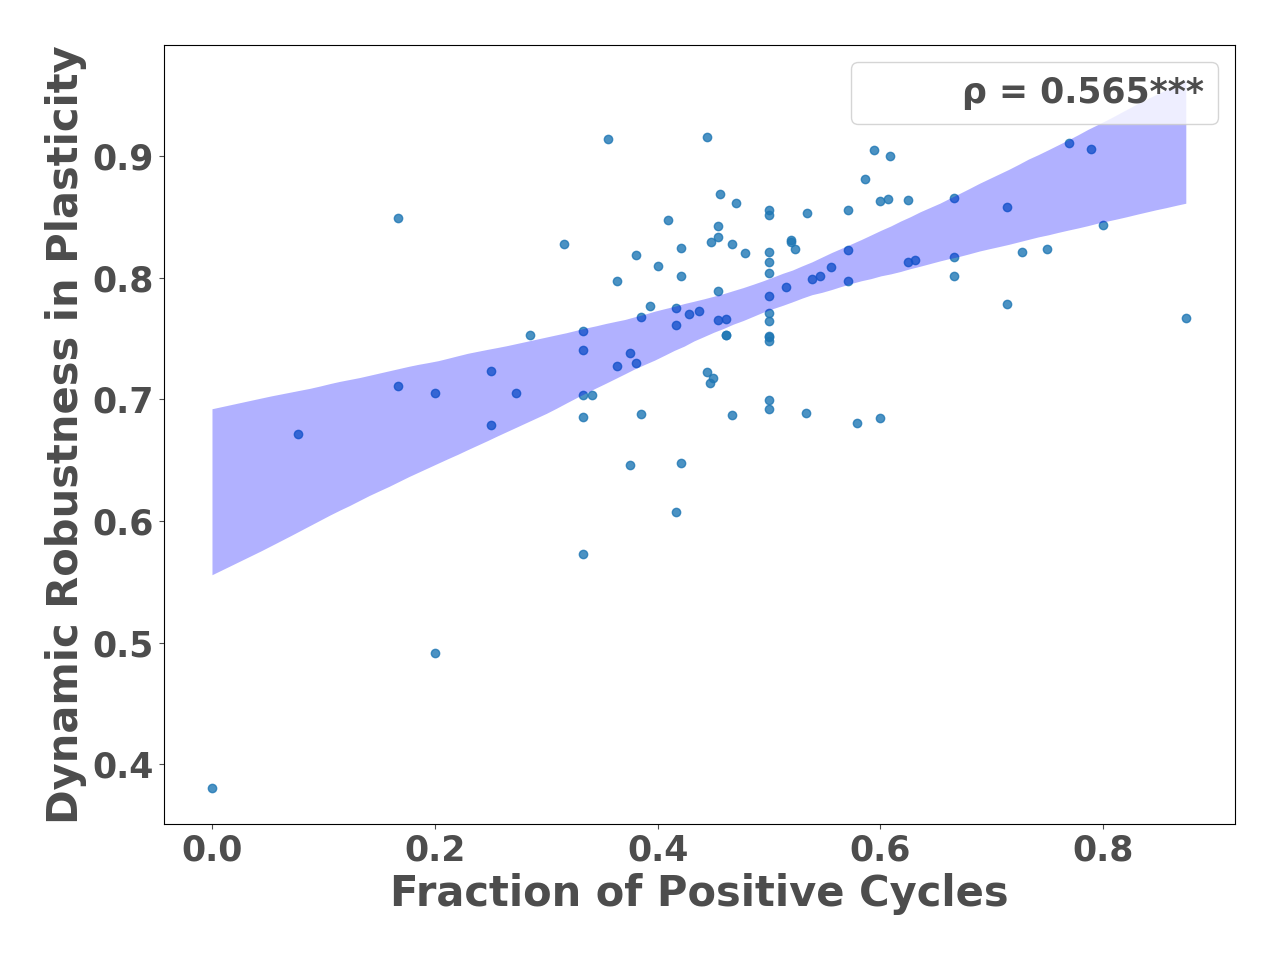 ρ = 0.565***
Dynamic Robustness in Plasticity
0.9
0.8
0.7
0.6
0.5
0.4
0.0 0.2 0.4 0.6 0.8
Fraction of Positive Cycles